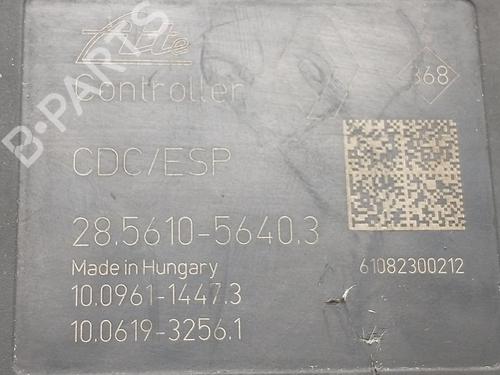 Ate
368
Controller
CDC/ESP
28.5610-5640.3
Made in Hungary
61082300212
10.0961-1447.3
10.0619-3256.1
B-PARTS